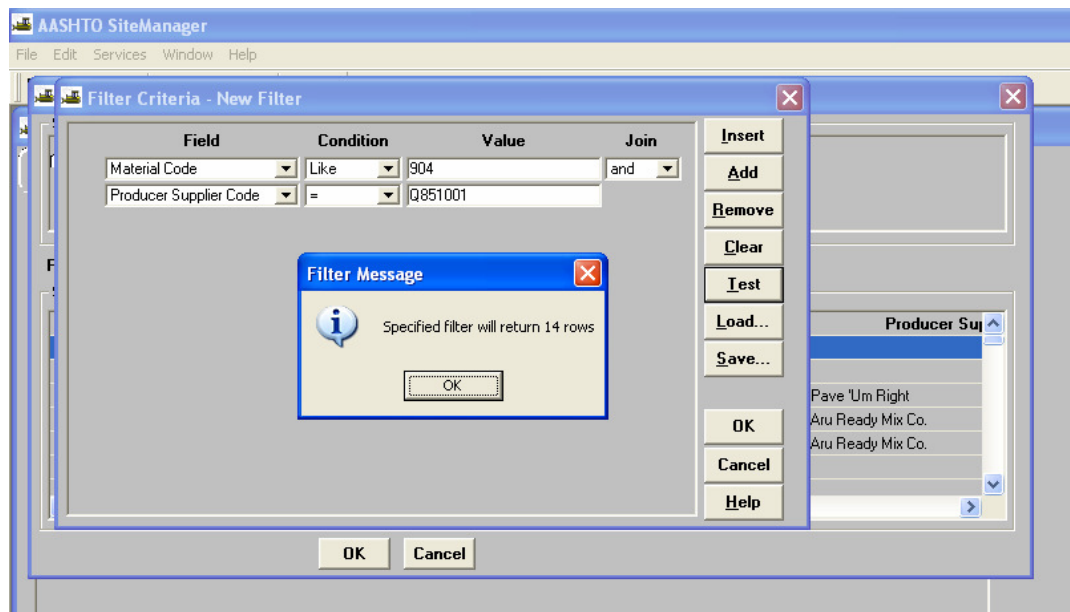 AASHTO SiteManager
File Edit Services Window Help
Filter Criteria - New Filter
Field Condition Value Join
Material Code Like 904 and
Producer Supplier Code = Q851001
Insert
Add
Remove
Clear
Test
Load...
Save...
OK
Cancel
Help
Filter Message
Specified filter will return 14 rows
OK
Producer Su
Pave 'Um Right
Aru Ready Mix Co.
Aru Ready Mix Co.
OK Cancel